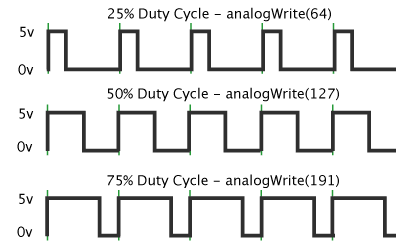 25% Duty Cycle – analogWrite(64)
5v
0v
50% Duty Cycle – analogWrite(127)
5v
0v
75% Duty Cycle – analogWrite(191)
5v
0v